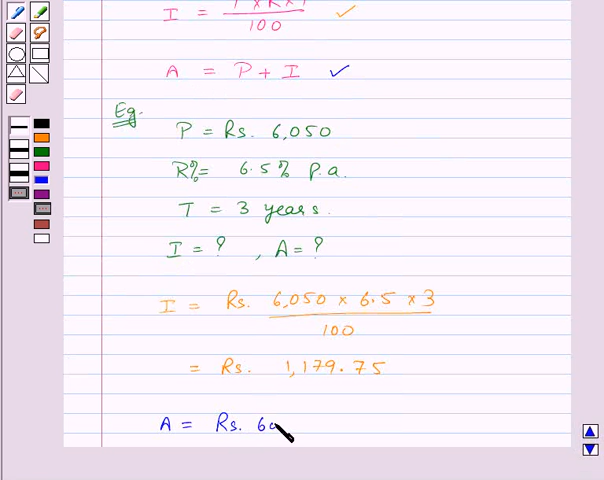 I = P × R × T / 100 ✓
A = P + I ✓
Eg.
P = Rs. 6,050
R% = 6.5% p.a.
T = 3 years.
I = ? , A = ?
I = Rs. 6,050 × 6.5 × 3 / 100
= Rs. 1,179.75
A = Rs. 60